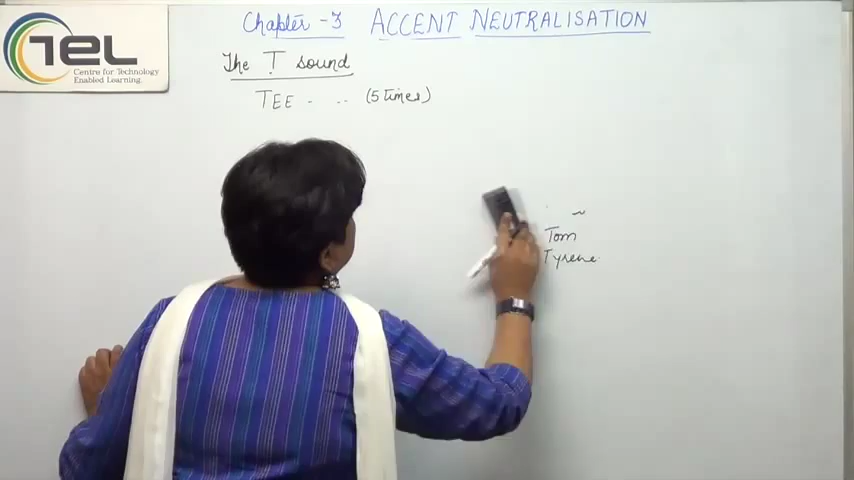 Chapter - 3 ACCENT NEUTRALISATION
TEL
Centre for Technology
Enabled Learning
The T sound
TEE - .. (5 times)
Tom
Tyrene.